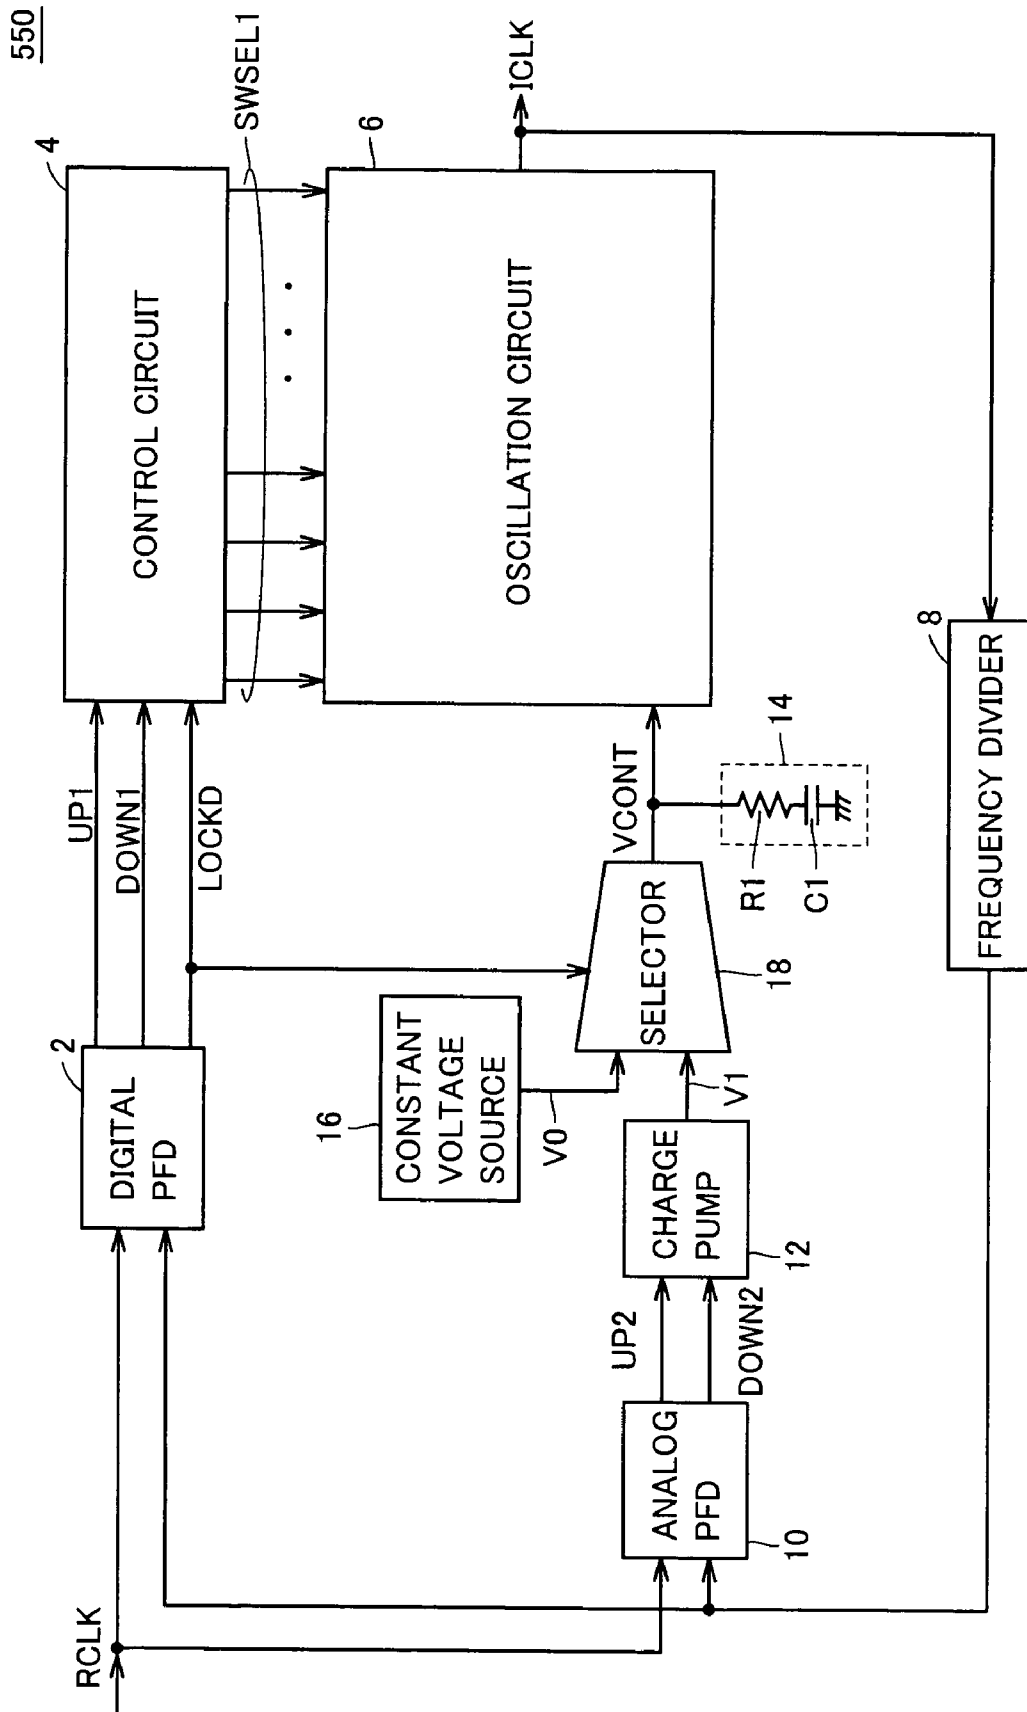 550
RCLK
DIGITAL
PFD
2
UP1
DOWN1
LOCKD
CONTROL CIRCUIT
4
SWSEL1
OSCILLATION CIRCUIT
6
ICLK
CONSTANT
VOLTAGE
SOURCE
16
V0
SELECTOR
18
VCONT
14
R1
C1
ANALOG
PFD
10
UP2
DOWN2
CHARGE
PUMP
12
V1
FREQUENCY DIVIDER
8